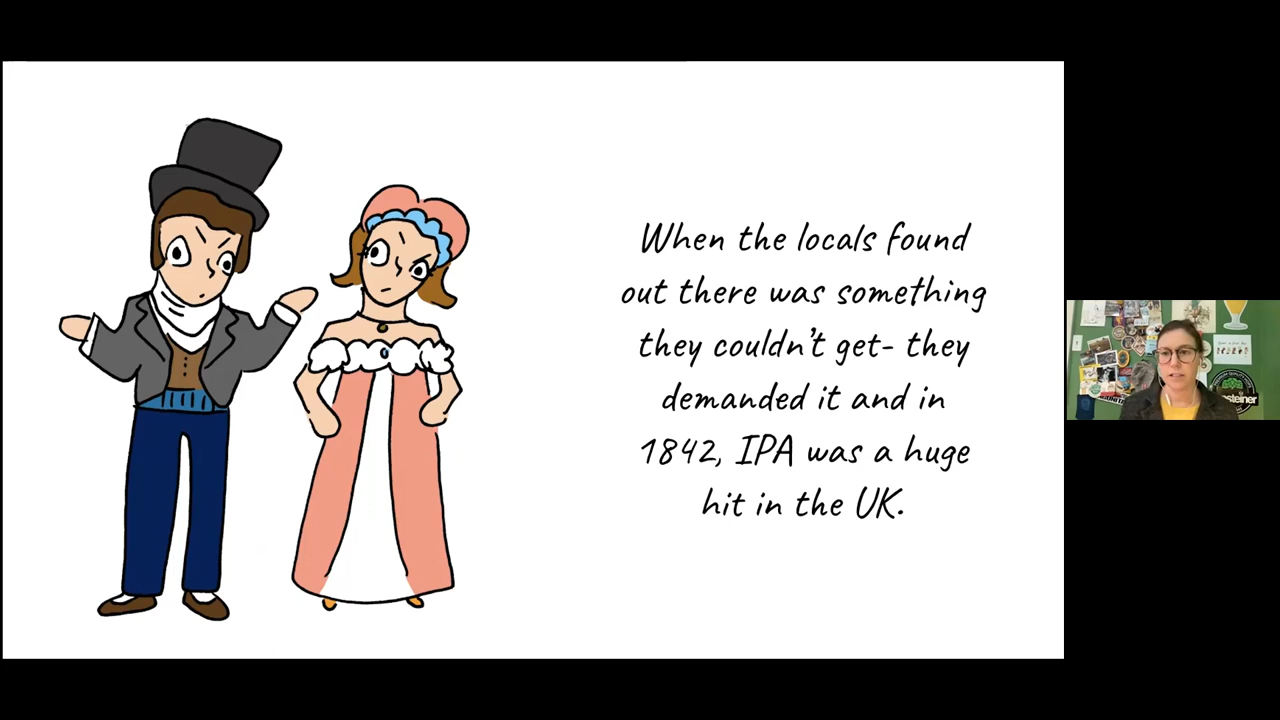 When the locals found
out there was something
they couldn't get- they
demanded it and in
1842, IPA was a huge
hit in the UK.
steiner